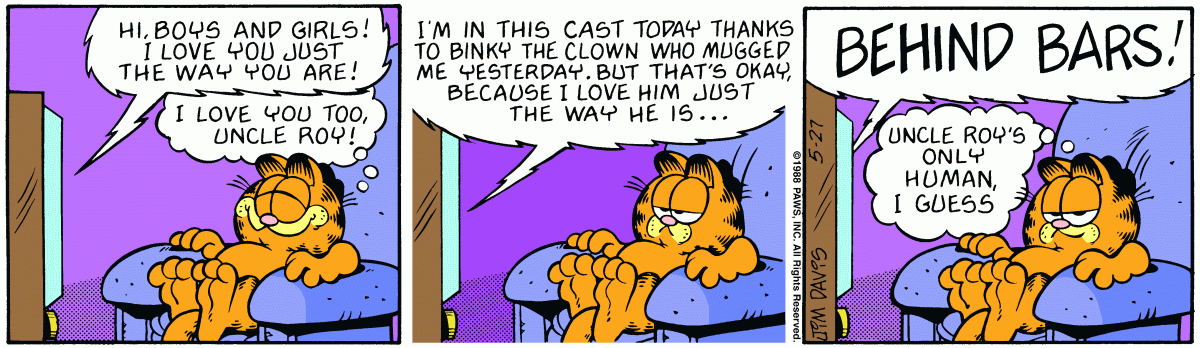 HI, BOYS AND GIRLS!
I LOVE YOU JUST
THE WAY YOU ARE!
I LOVE YOU TOO,
UNCLE ROY!
I'M IN THIS CAST TODAY THANKS
TO BINKY THE CLOWN WHO MUGGED
ME YESTERDAY. BUT THAT'S OKAY,
BECAUSE I LOVE HIM JUST
THE WAY HE IS...
©1988 PAWS, INC. All Rights Reserved.
BEHIND BARS!
UNCLE ROY'S
ONLY
HUMAN,
I GUESS
JIM DAVIS 5-27